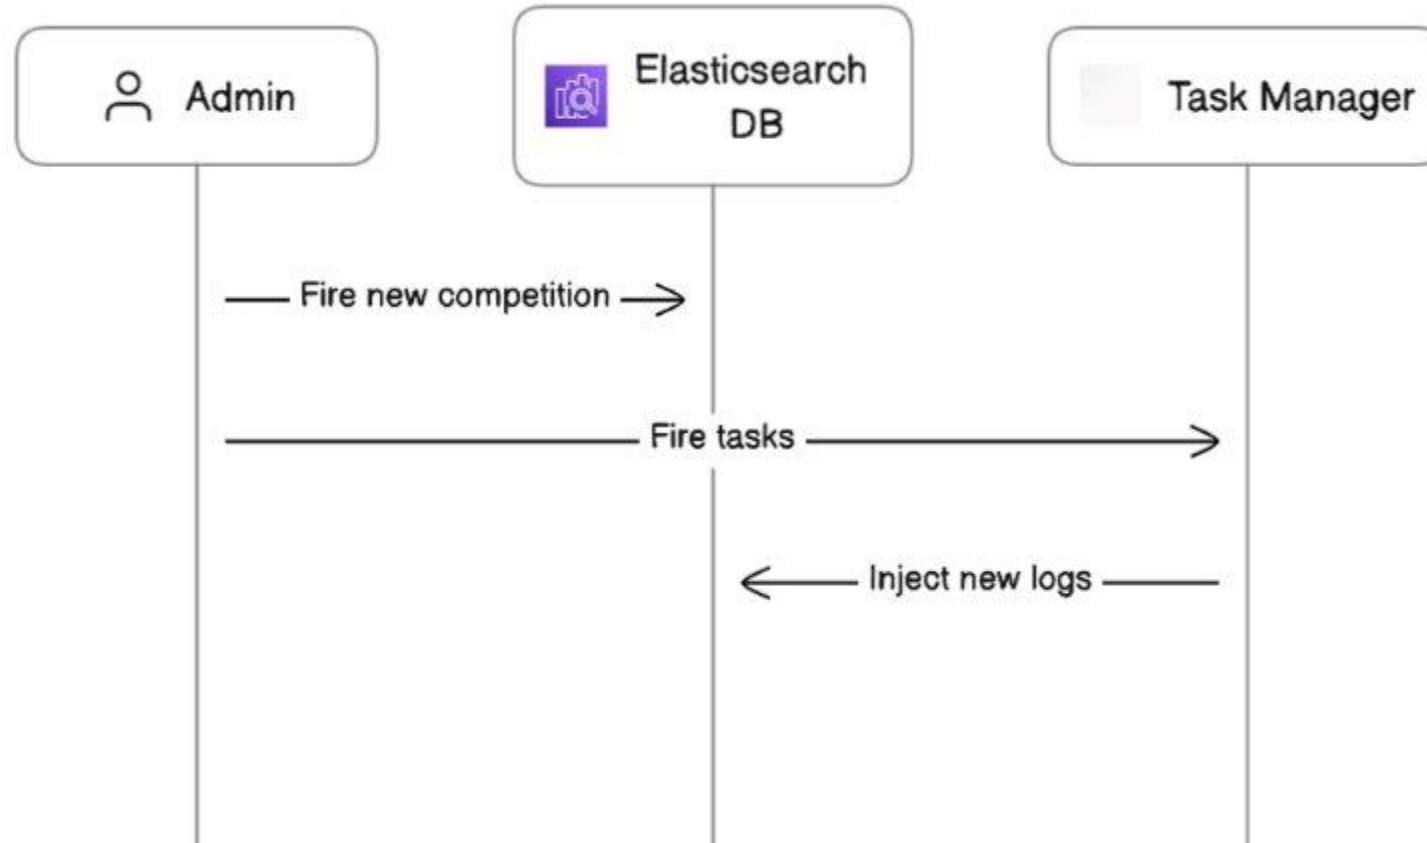 Admin
Elasticsearch
DB
Task Manager
Fire new competition
Fire tasks
Inject new logs